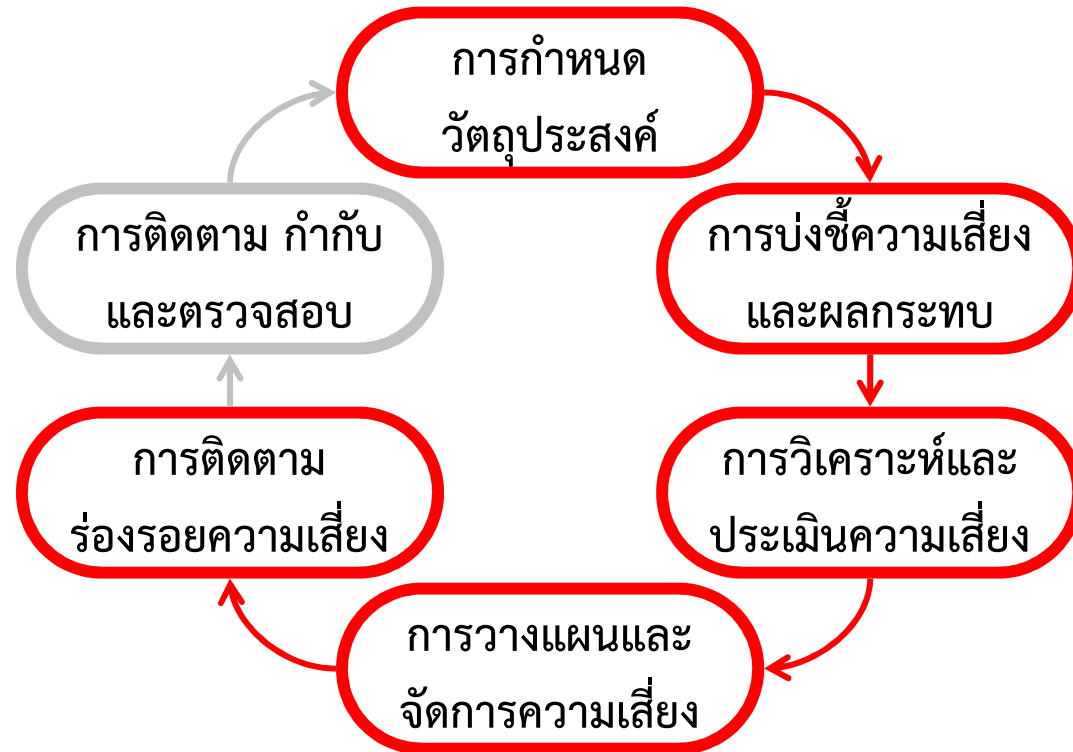 การกำหนด
วัตถุประสงค์
การบ่งชี้ความเสี่ยง
และผลกระทบ
การวิเคราะห์และ
ประเมินความเสี่ยง
การวางแผนและ
จัดการความเสี่ยง
การติดตาม
ร่องรอยความเสี่ยง
การติดตาม กำกับ
และตรวจสอบ